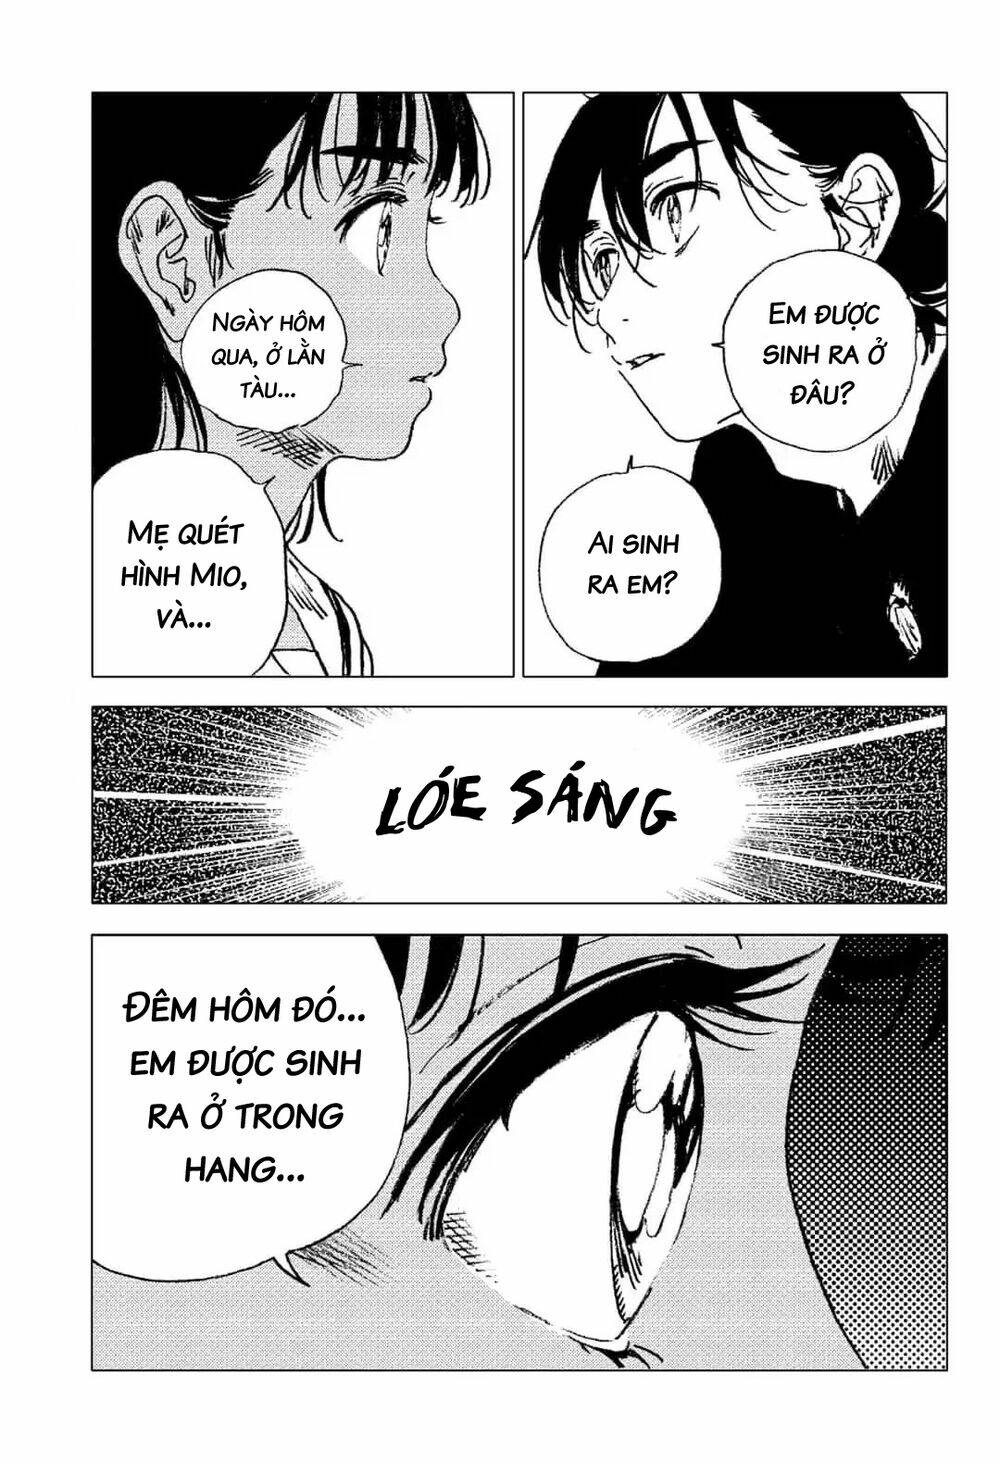 EM ĐƯỢC
SINH RA Ở
ĐÂU?
AI SINH
RA EM?
NGÀY HÔM
QUA, Ở LẰN
TÀU...
MẸ QUÉT
HÌNH MIO,
VÀ...
LÓE SÁNG
ĐÊM HÔM ĐÓ...
EM ĐƯỢC SINH
RA Ở TRONG
HANG...